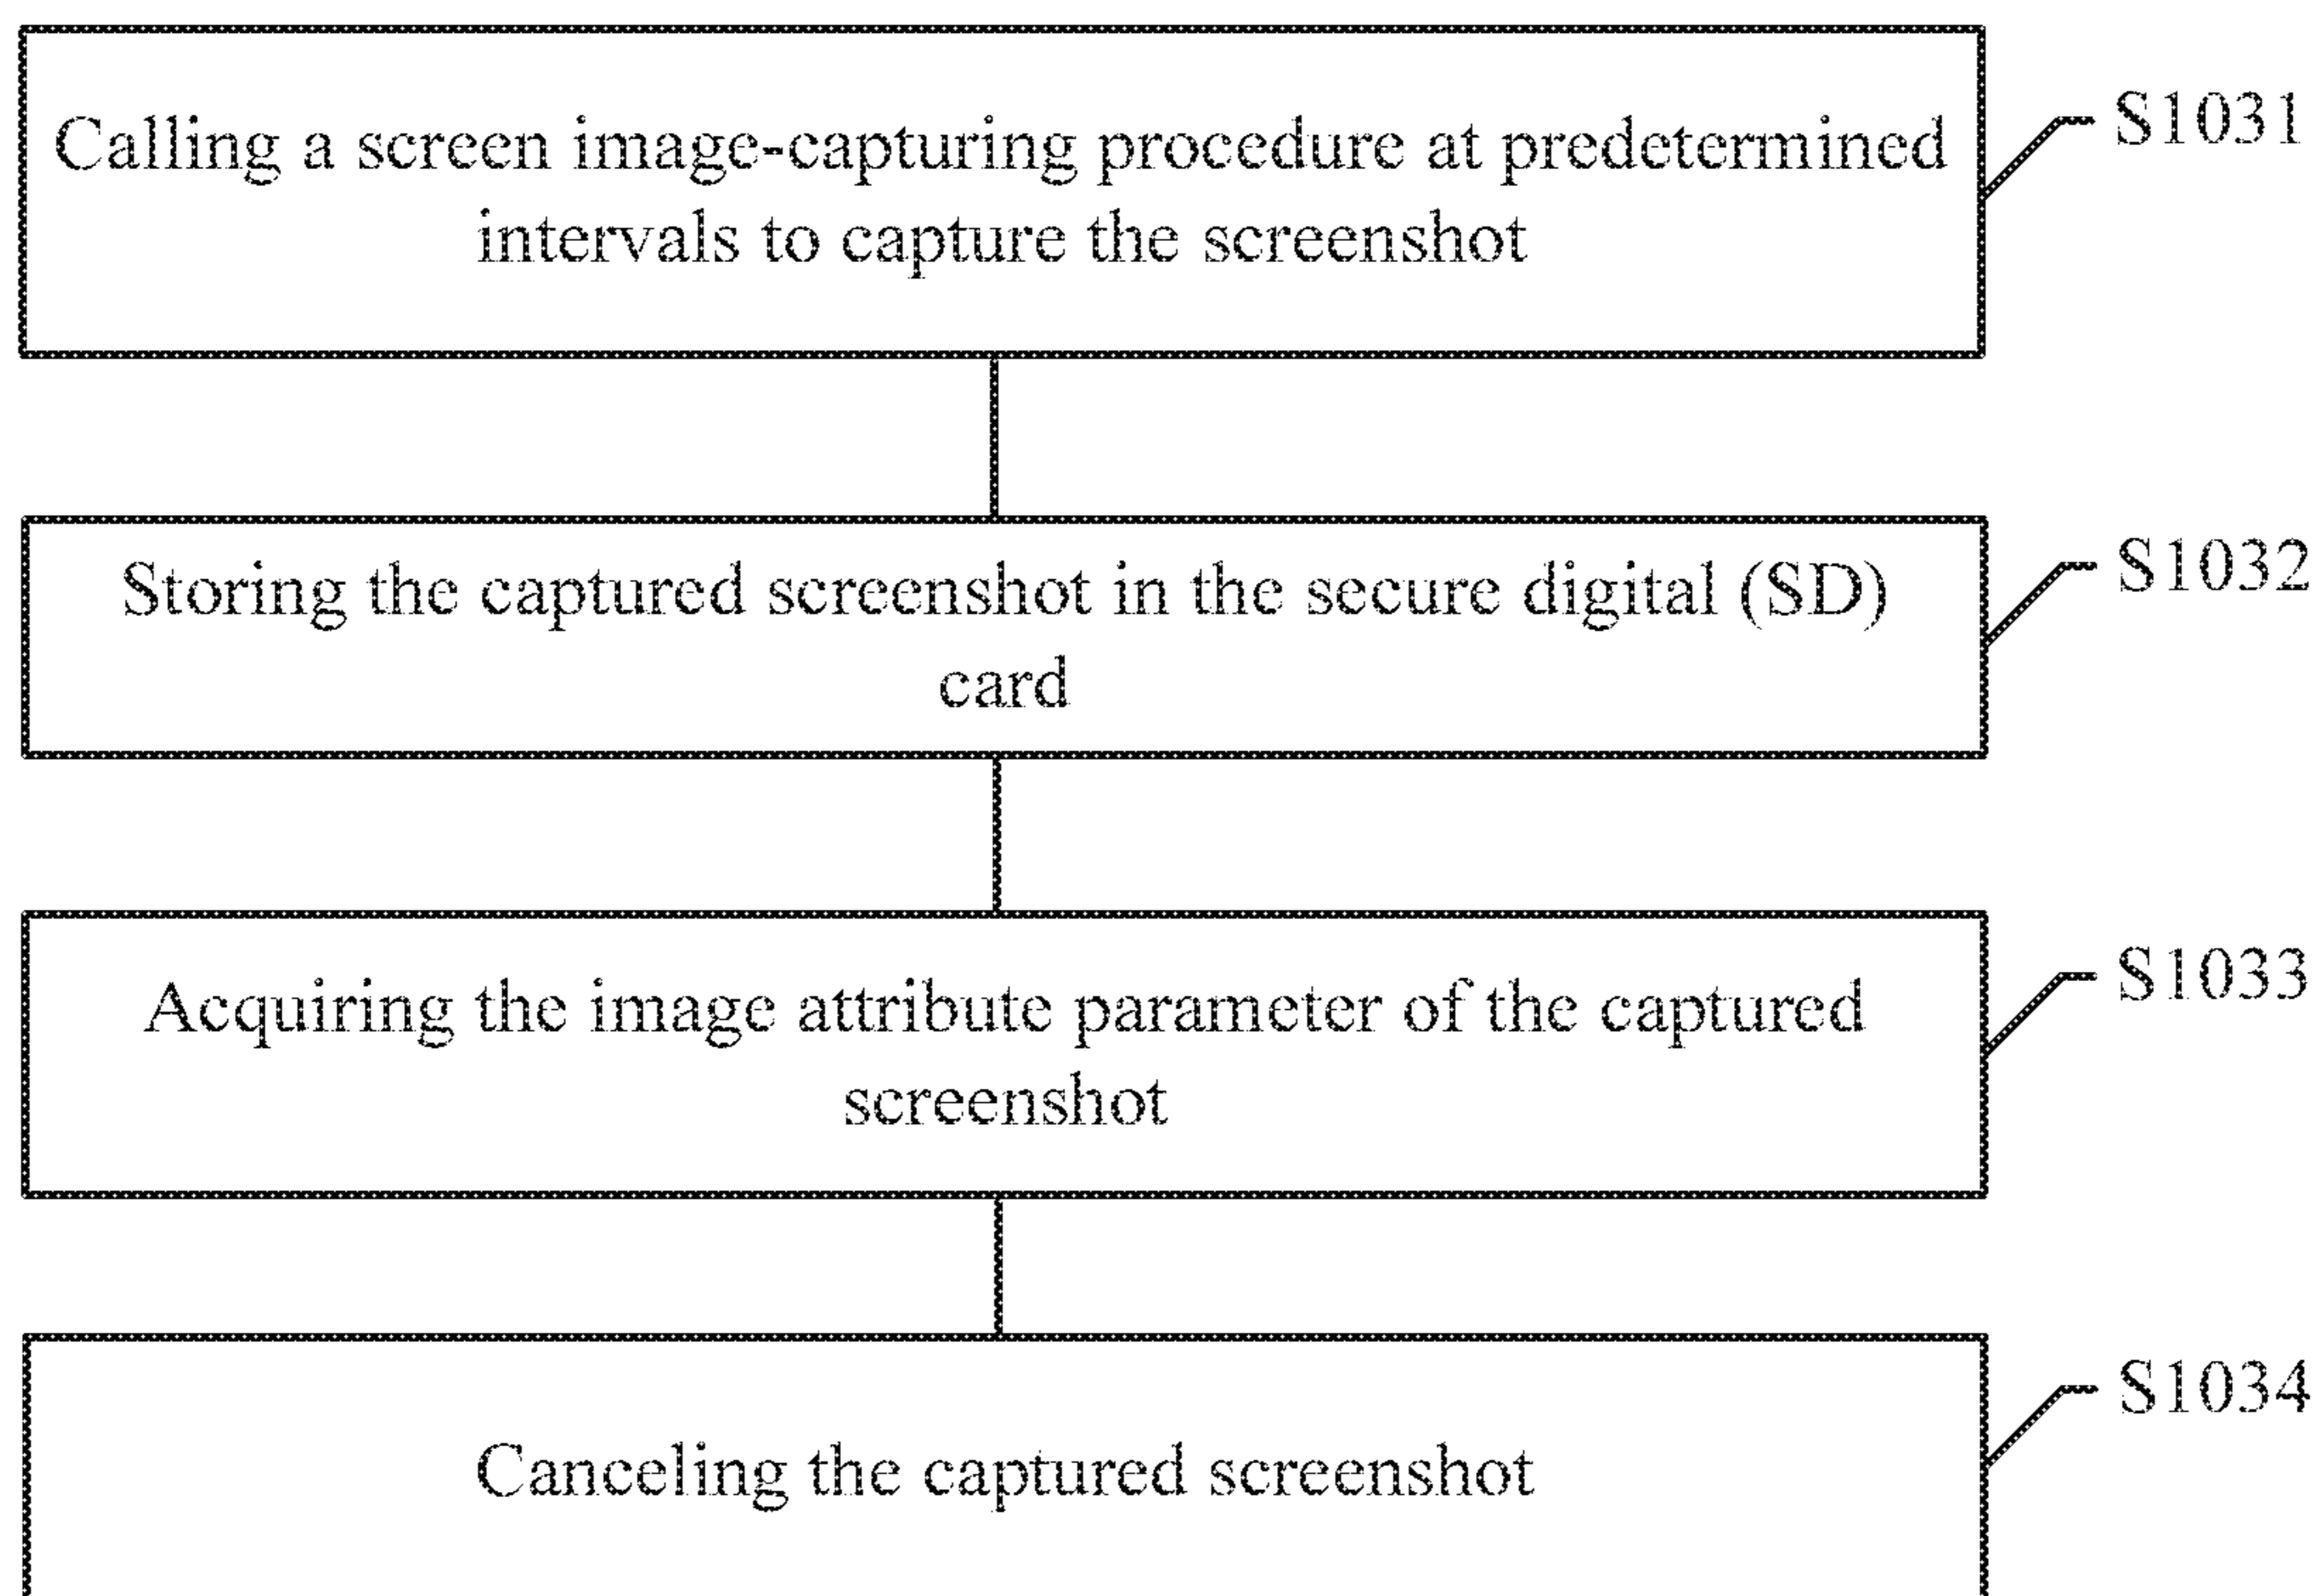 Calling a screen image-capturing procedure at predetermined
intervals to capture the screenshot
S1031
Storing the captured screenshot in the secure digital (SD)
card
S1032
Acquiring the image attribute parameter of the captured
screenshot
S1033
Canceling the captured screenshot
S1034